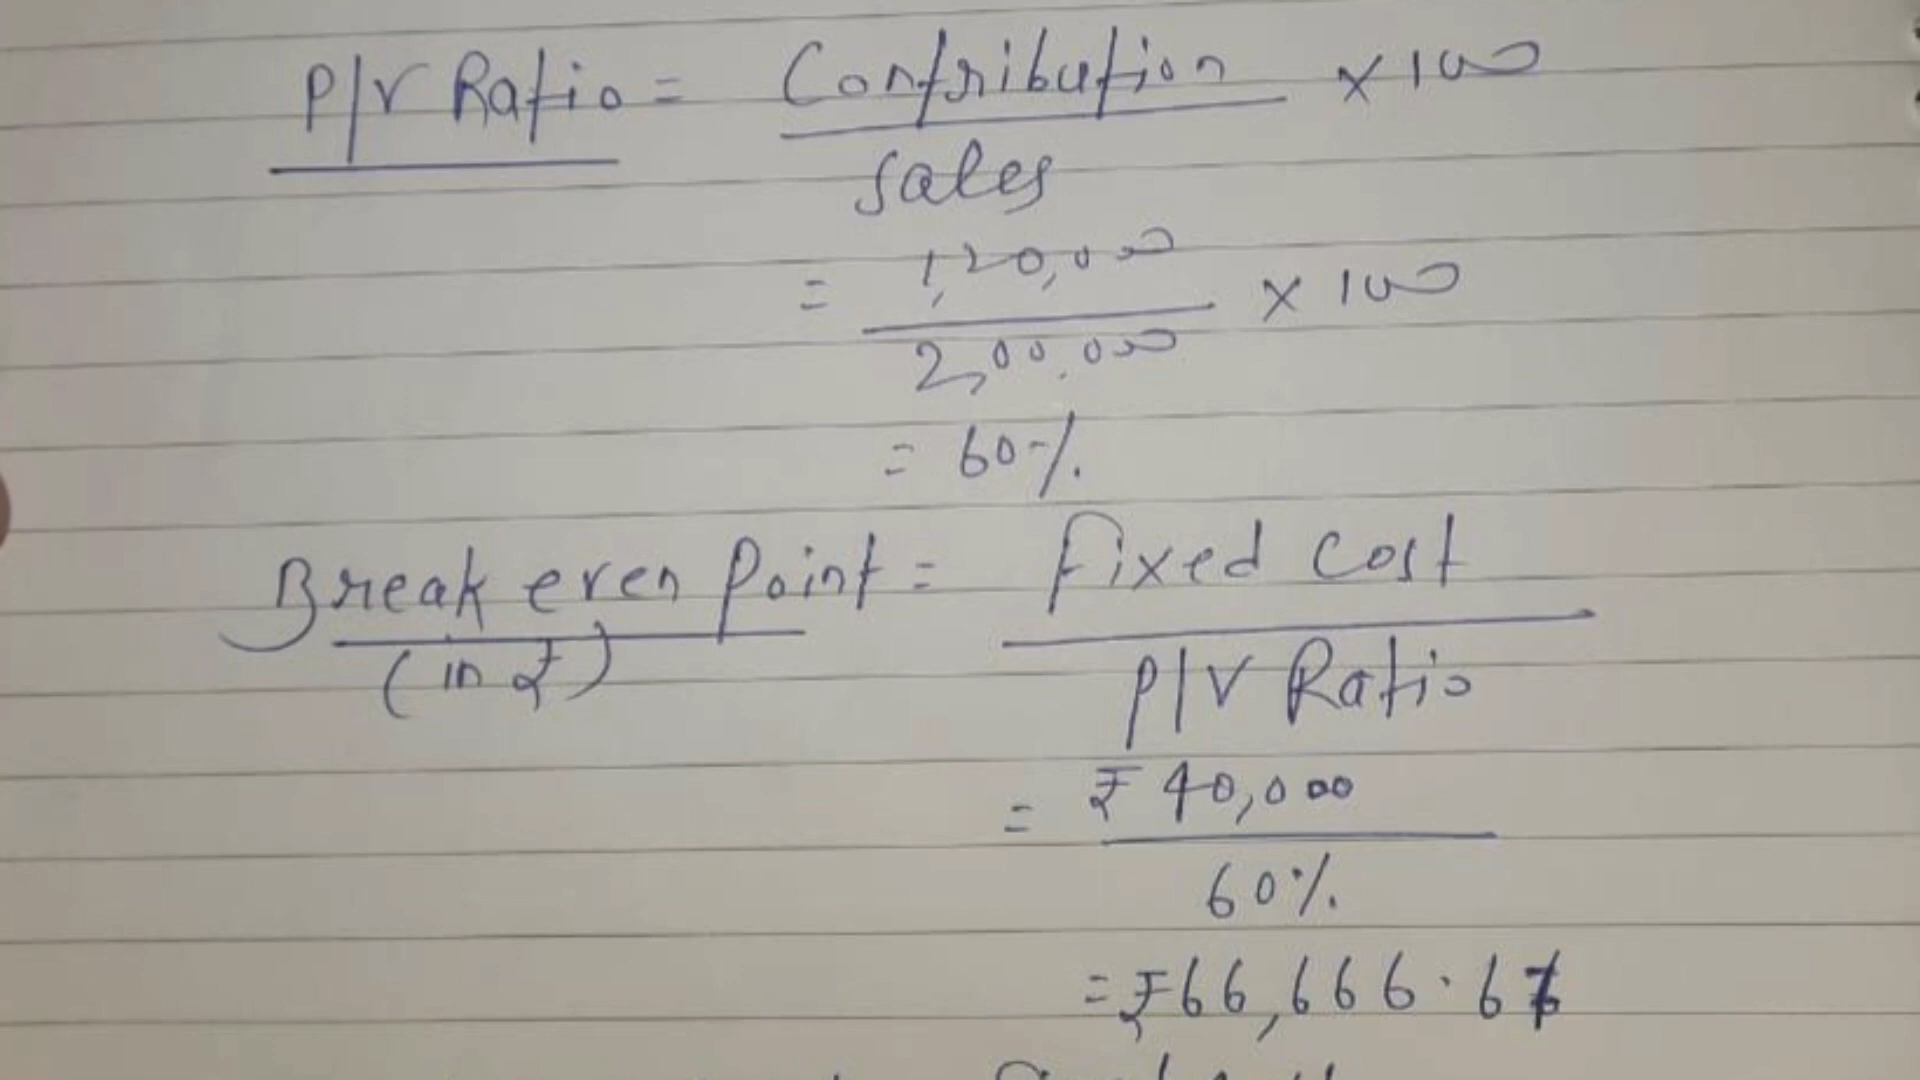 P/V Ratio = Contribution × 100
Sales
= 1,20,000 × 100
2,00,000
= 60%
Break even Point = Fixed Cost
(in ₹) P/V Ratio
= ₹ 40,000
60%
= ₹ 66,666.67